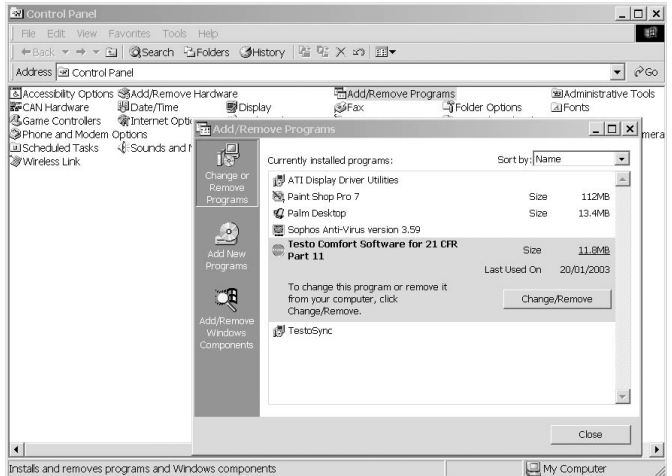 Control Panel
File Edit View Favorites Tools Help
Back Search Folders History
Address Control Panel Go
Accessibility Options Add/Remove Hardware Add/Remove Programs Administrative Tools
CAN Hardware Date/Time Display Fax Folder Options Fonts
Game Controllers Internet Opti
Phone and Modem Options mera
Scheduled Tasks Sounds and
Wireless Link
Add/Remove Programs
Change or
Remove
Programs
Add New
Programs
Add/Remove
Windows
Components
Currently installed programs: Sort by: Name
ATI Display Driver Utilities
Paint Shop Pro 7 Size 112MB
Palm Desktop Size 13.4MB
Sophos Anti-Virus version 3.59
Testo Comfort Software for 21 CFR
Part 11 Size 11.8MB
Last Used On 20/01/2003
To change this program or remove it
from your computer, click
Change/Remove.
Change/Remove
TestoSync
Close
Installs and removes programs and Windows components My Computer